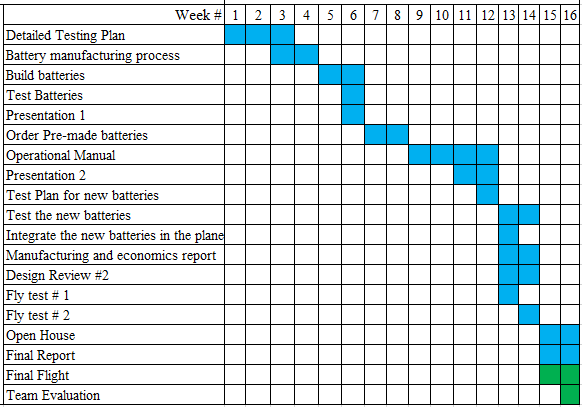 Week # 1 2 3 4 5 6 7 8 9 10 11 12 13 14 15 16
Detailed Testing Plan
Battery manufacturing process
Build batteries
Test Batteries
Presentation 1
Order Pre-made batteries
Operational Manual
Presentation 2
Test Plan for new batteries
Test the new batteries
Integrate the new batteries in the plane
Manufacturing and economics report
Design Review #2
Fly test # 1
Fly test # 2
Open House
Final Report
Final Flight
Team Evaluation